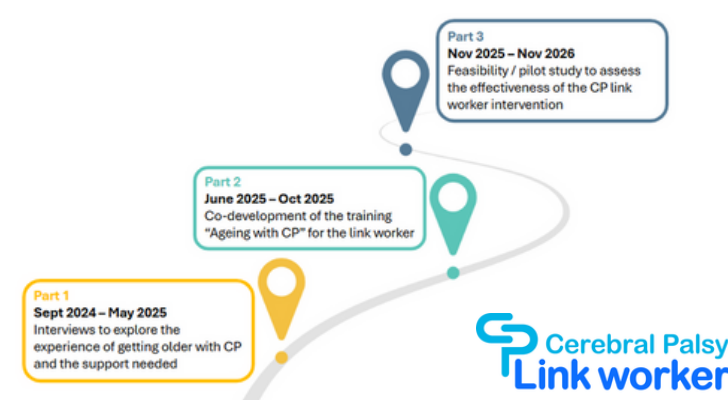 Part 3
Nov 2025 – Nov 2026
Feasibility / pilot study to assess
the effectiveness of the CP link
worker intervention
Part 2
June 2025 – Oct 2025
Co-development of the training
“Ageing with CP” for the link worker
Part 1
Sept 2024 – May 2025
Interviews to explore the
experience of getting older with CP
and the support needed
Cerebral Palsy
Link worker